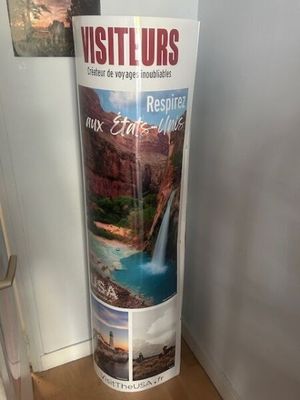 VISITEURS
Créateur de voyages inoubliables
Respirez
aux États-Unis.
USA
VisitTheUSA.fr